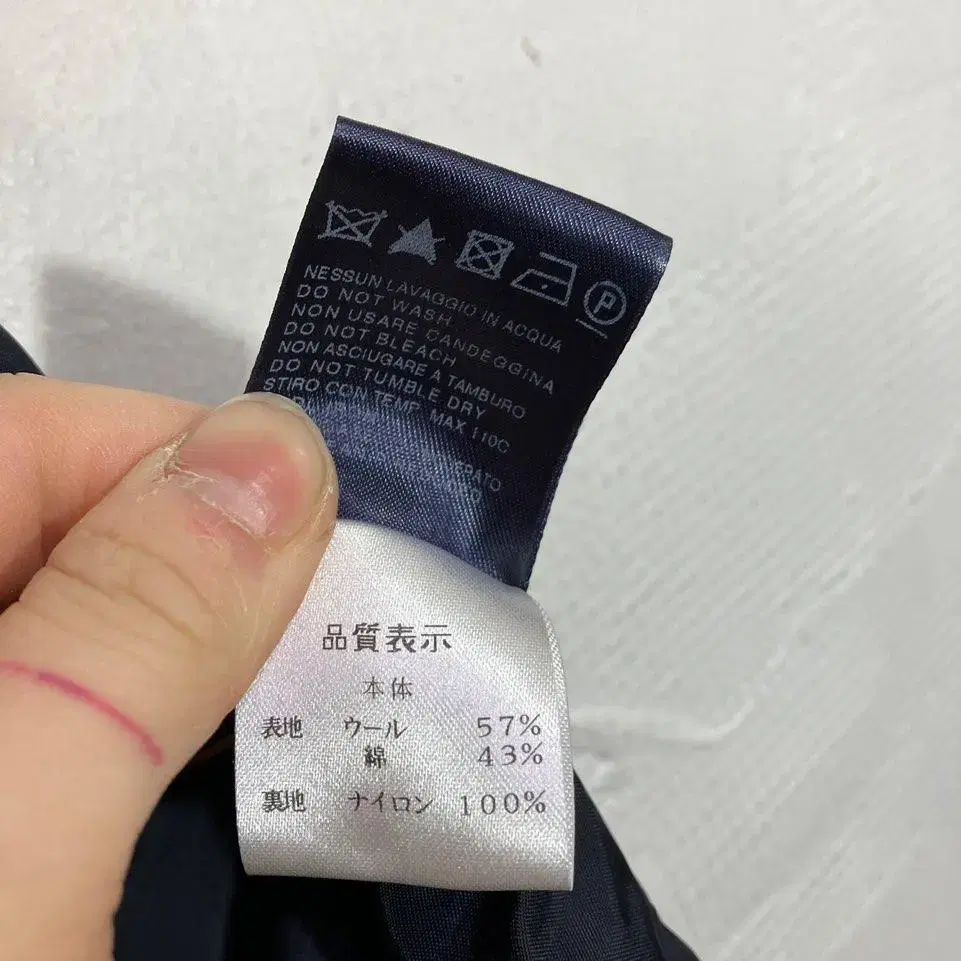 P
NESSUN LAVAGGIO IN ACQUA
DO NOT WASH
NON USARE CANDEGGINA
DO NOT BLEACH
NON ASCIUGARE A TAMBURO
DO NOT TUMBLE DRY
STIRO CON TEMP. MAX 110C
品質表示
本体
表地 ウール 57%
綿 43%
裏地 ナイロン 100%